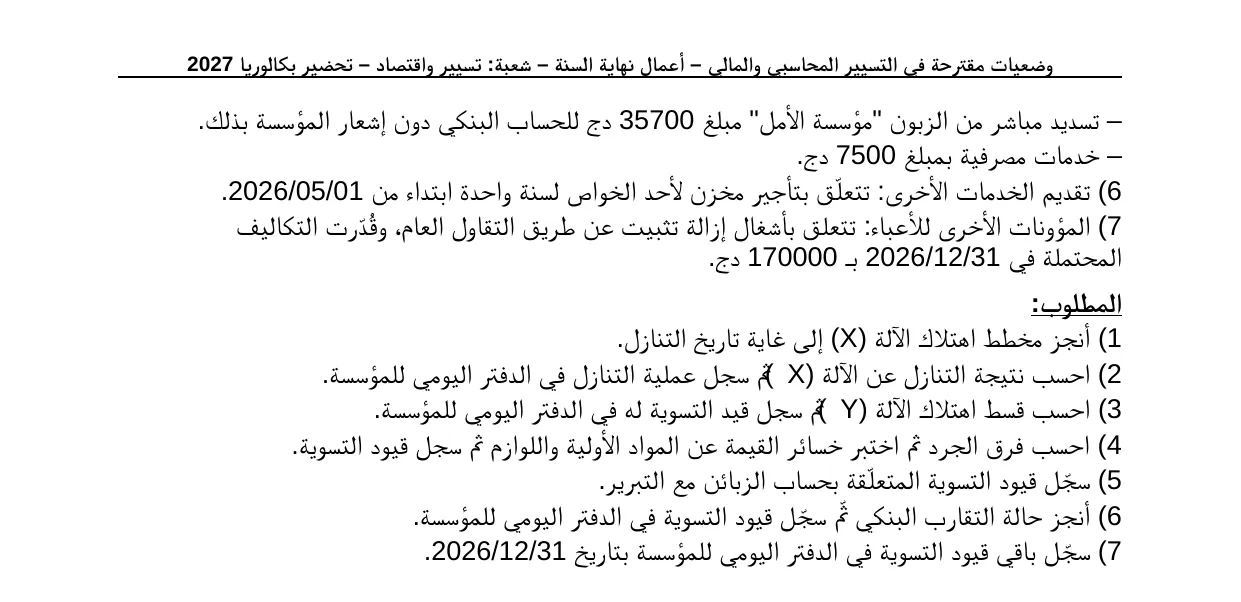 وضعيات مقترحة في التسيير المحاسبي والمالي – أعمال نهاية السنة – شعبة: تسيير واقتصاد – تحضير بكالوريا 2027
– تسديد مباشر من الزبون "مؤسسة الأمل" مبلغ 35700 دج للحساب البنكي دون إشعار المؤسسة بذلك.
– خدمات مصرفية بمبلغ 7500 دج.
6) تقديم الخدمات الأخرى: تتعلّق بتأجير مخزن لأحد الخواص لسنة واحدة ابتداء من 2026/05/01.
7) المؤونات الأخرى للأعباء: تتعلق بأشغال إزالة تثبيت عن طريق التقاول العام، وقُدّرت التكاليف
المحتملة في 2026/12/31 بـ 170000 دج.
المطلوب:
1) أنجز مخطط اهتلاك الآلة (X) إلى غاية تاريخ التنازل.
2) احسب نتيجة التنازل عن الآلة (X) ثم سجل عملية التنازل في الدفتر اليومي للمؤسسة.
3) احسب قسط اهتلاك الآلة (Y) ثم سجل قيد التسوية له في الدفتر اليومي للمؤسسة.
4) احسب فرق الجرد ثم اختبر خسائر القيمة عن المواد الأولية واللوازم ثم سجل قيود التسوية.
5) سجّل قيود التسوية المتعلّقة بحساب الزبائن مع التبرير.
6) أنجز حالة التقارب البنكي ثمّ سجّل قيود التسوية في الدفتر اليومي للمؤسسة.
7) سجّل باقي قيود التسوية في الدفتر اليومي للمؤسسة بتاريخ 2026/12/31.